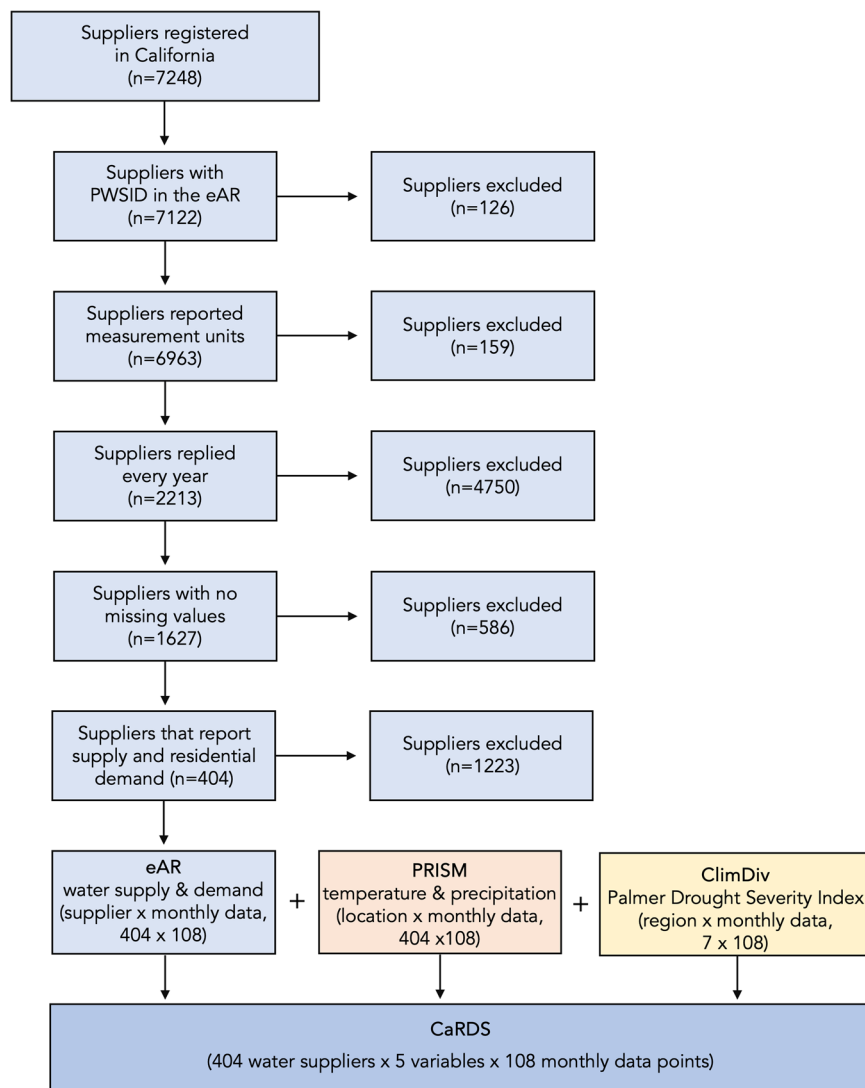 Suppliers registered
in California
(n=7248)
Suppliers with
PWSID in the eAR
(n=7122)
Suppliers excluded
(n=126)
Suppliers reported
measurement units
(n=6963)
Suppliers excluded
(n=159)
Suppliers replied
every year
(n=2213)
Suppliers excluded
(n=4750)
Suppliers with no
missing values
(n=1627)
Suppliers excluded
(n=586)
Suppliers that report
supply and residential
demand (n=404)
Suppliers excluded
(n=1223)
eAR
water supply & demand
(supplier x monthly data,
404 x 108)
+
PRISM
temperature & precipitation
(location x monthly data,
404 x108)
+
ClimDiv
Palmer Drought Severity Index
(region x monthly data,
7 x 108)
CaRDS
(404 water suppliers x 5 variables x 108 monthly data points)